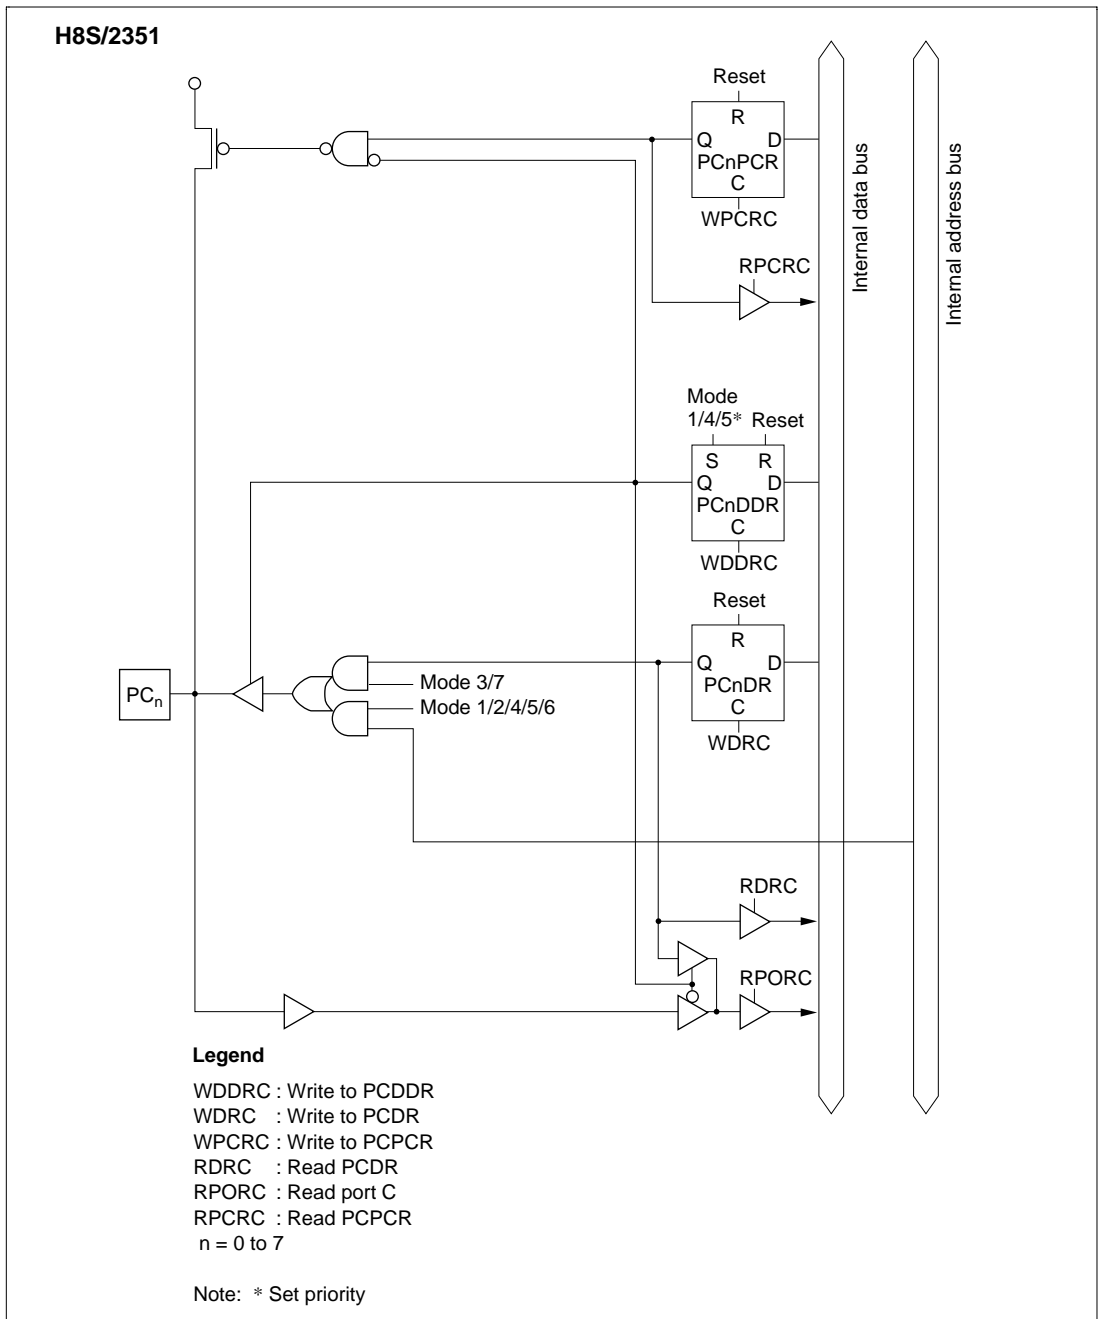 H8S/2351
Reset
R
Q D
PCnPCR
C
WPCRC
RPCRC
Internal data bus
Internal address bus
Mode
1/4/5* Reset
S R
Q D
PCnDDR
C
WDDRC
Reset
R
Q D
PCnDR
C
WDRC
PCn
Mode 3/7
Mode 1/2/4/5/6
RDRC
RPORC
Legend
WDDRC : Write to PCDDR
WDRC : Write to PCDR
WPCRC : Write to PCPCR
RDRC : Read PCDR
RPORC : Read port C
RPCRC : Read PCPCR
n = 0 to 7
Note: * Set priority